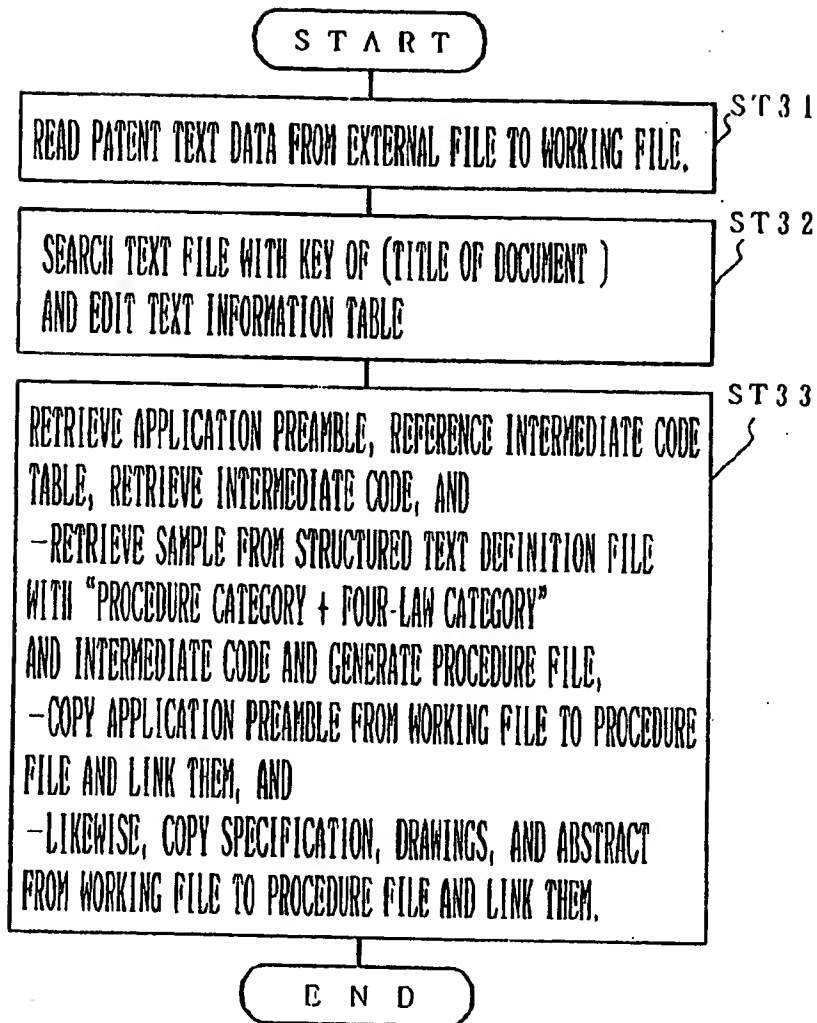 START
ST31
READ PATENT TEXT DATA FROM EXTERNAL FILE TO WORKING FILE.
ST32
SEARCH TEXT FILE WITH KEY OF (TITLE OF DOCUMENT )
AND EDIT TEXT INFORMATION TABLE
ST33
RETRIEVE APPLICATION PREAMBLE, REFERENCE INTERMEDIATE CODE
TABLE, RETRIEVE INTERMEDIATE CODE, AND
-RETRIEVE SAMPLE FROM STRUCTURED TEXT DEFINITION FILE
WITH "PROCEDURE CATEGORY + FOUR-LAW CATEGORY"
AND INTERMEDIATE CODE AND GENERATE PROCEDURE FILE,
-COPY APPLICATION PREAMBLE FROM WORKING FILE TO PROCEDURE
FILE AND LINK THEM, AND
-LIKEWISE, COPY SPECIFICATION, DRAWINGS, AND ABSTRACT
FROM WORKING FILE TO PROCEDURE FILE AND LINK THEM.
END